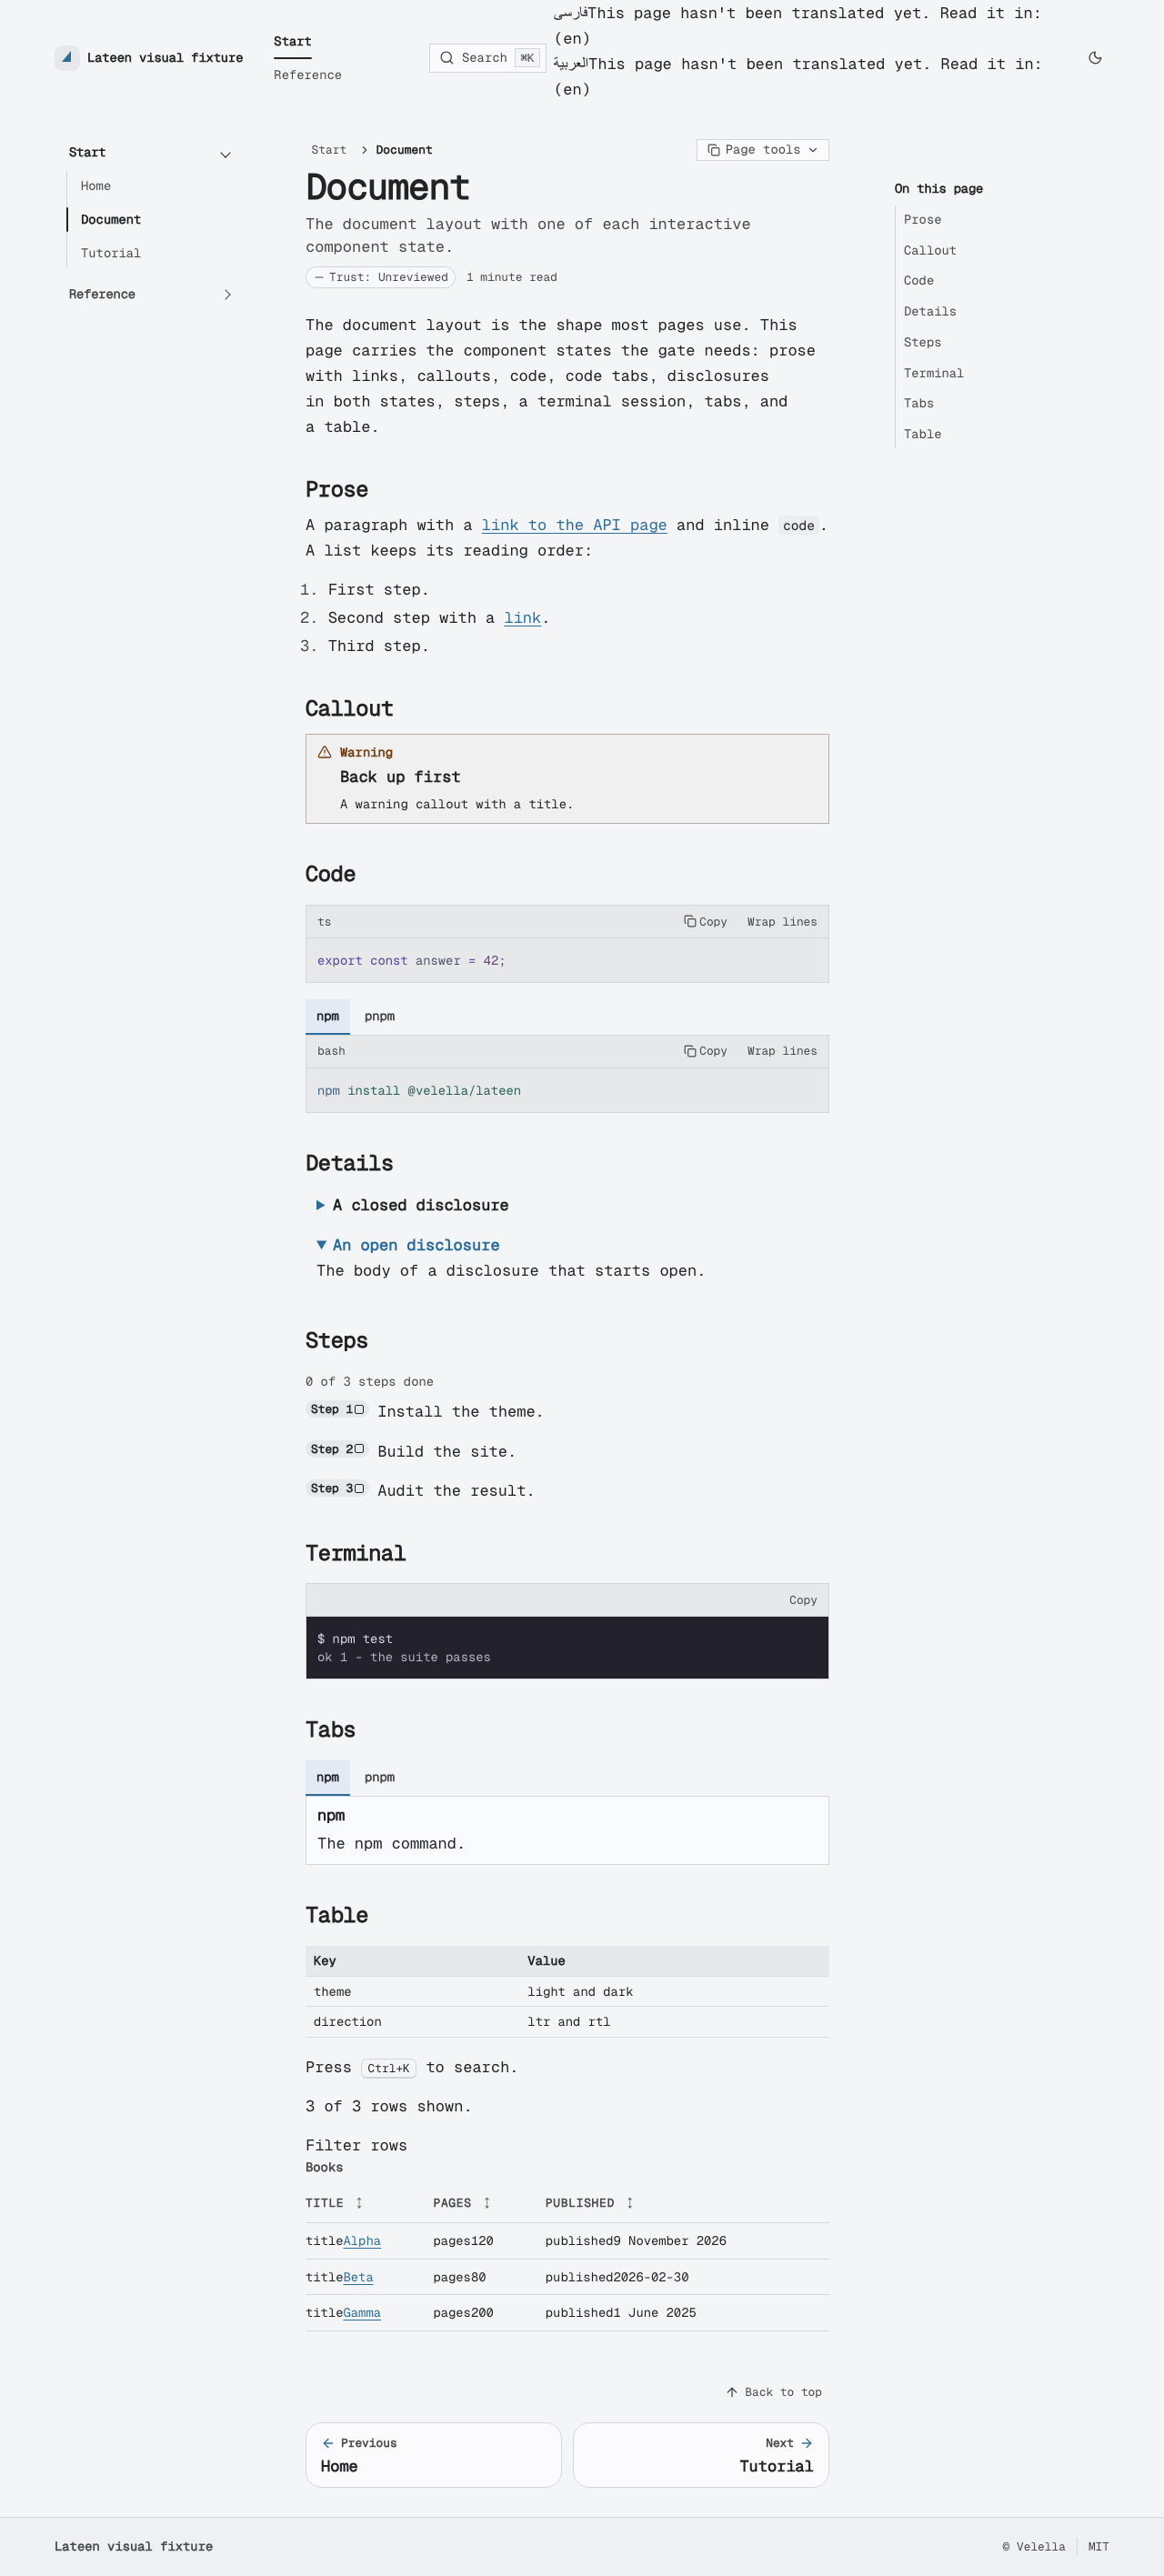 Lateen visual fixture
Start
Reference
Search ⌘K
فارسیThis page hasn't been translated yet. Read it in:
(en)
العربيةThis page hasn't been translated yet. Read it in:
(en)
Start
Home
Document
Tutorial
Reference
Start > Document
Page tools
Document
The document layout with one of each interactive
component state.
— Trust: Unreviewed 1 minute read
The document layout is the shape most pages use. This
page carries the component states the gate needs: prose
with links, callouts, code, code tabs, disclosures
in both states, steps, a terminal session, tabs, and
a table.
Prose
A paragraph with a link to the API page and inline code.
A list keeps its reading order:
1. First step.
2. Second step with a link.
3. Third step.
Callout
Warning
Back up first
A warning callout with a title.
Code
ts Copy Wrap lines
export const answer = 42;
npm pnpm
bash Copy Wrap lines
npm install @velella/lateen
Details
A closed disclosure
An open disclosure
The body of a disclosure that starts open.
Steps
0 of 3 steps done
Step 1 Install the theme.
Step 2 Build the site.
Step 3 Audit the result.
Terminal
Copy
$ npm test
ok 1 - the suite passes
Tabs
npm pnpm
npm
The npm command.
Table
Key Value
theme light and dark
direction ltr and rtl
Press Ctrl+K to search.
3 of 3 rows shown.
Filter rows
Books
TITLE ↕ PAGES ↕ PUBLISHED ↕
titleAlpha pages120 published9 November 2026
titleBeta pages80 published2026-02-30
titleGamma pages200 published1 June 2025
↑ Back to top
← Previous
Home
Next →
Tutorial
On this page
Prose
Callout
Code
Details
Steps
Terminal
Tabs
Table
Lateen visual fixture
© Velella
MIT